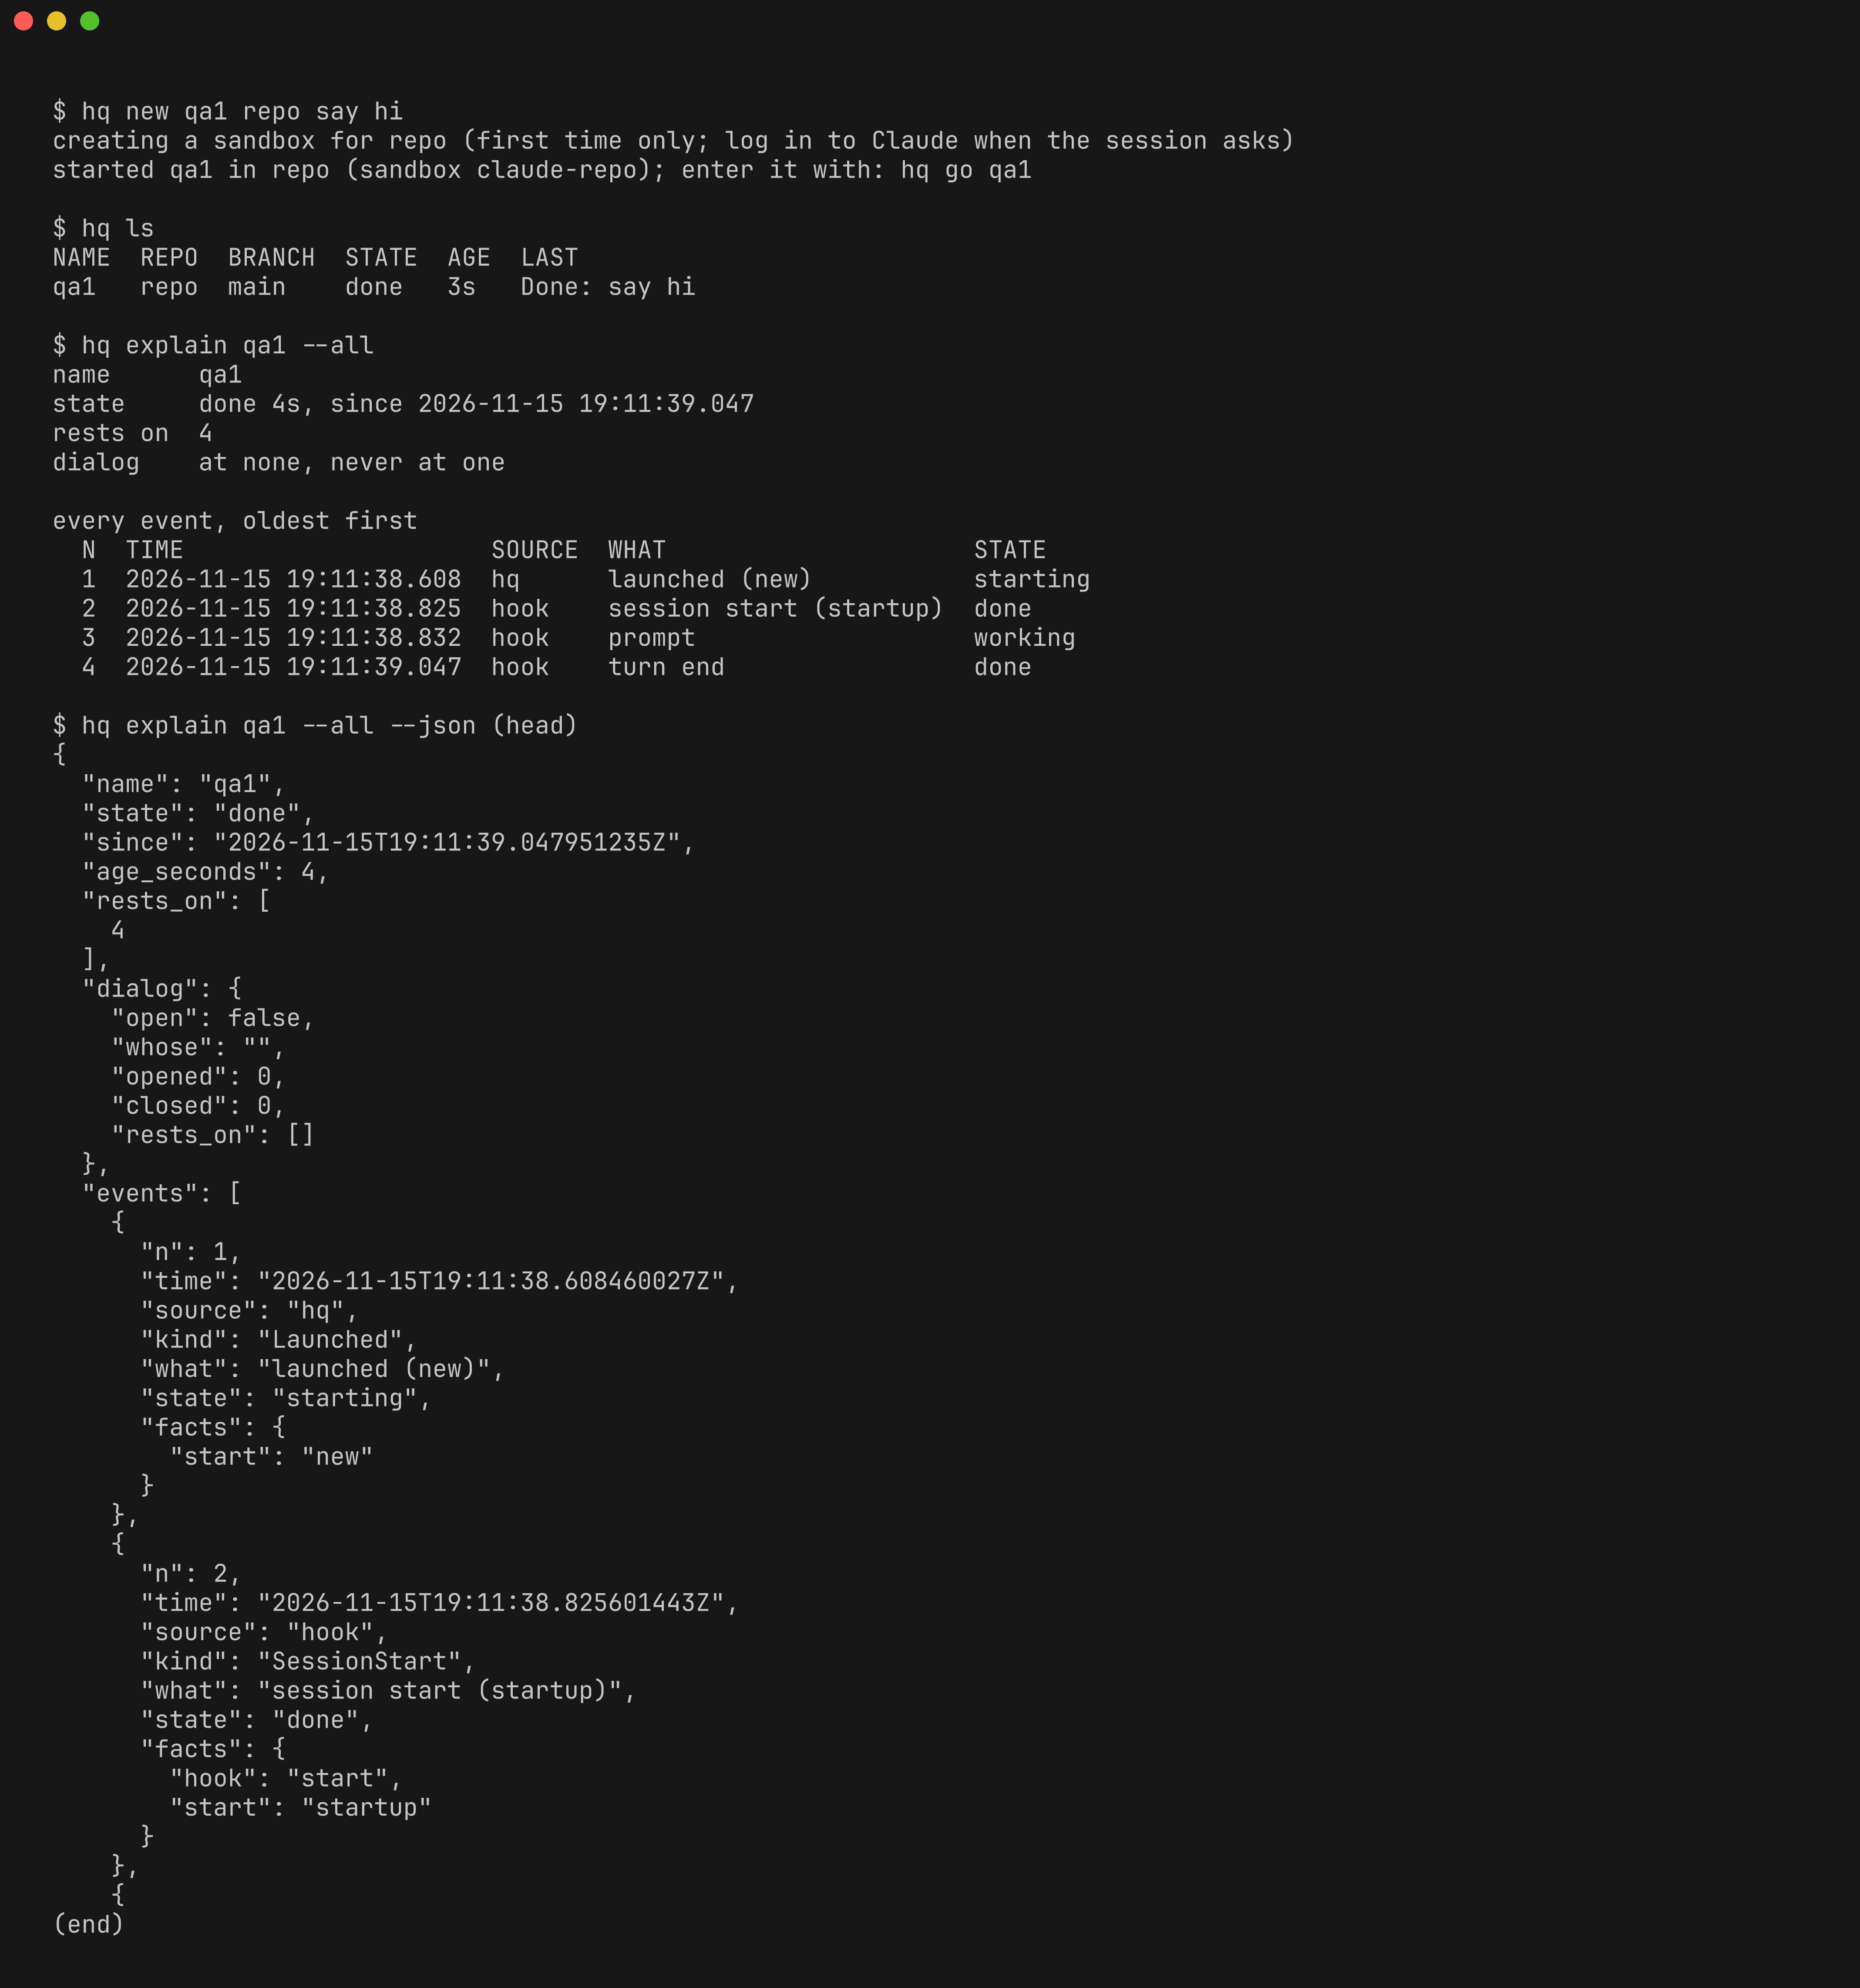 $ hq new qa1 repo say hi
creating a sandbox for repo (first time only; log in to Claude when the session asks)
started qa1 in repo (sandbox claude-repo); enter it with: hq go qa1

$ hq ls
NAME  REPO  BRANCH  STATE  AGE  LAST
qa1   repo  main    done   3s   Done: say hi

$ hq explain qa1 --all
name      qa1
state     done 4s, since 2026-11-15 19:11:39.047
rests on  4
dialog    at none, never at one

every event, oldest first
  N  TIME                     SOURCE  WHAT                     STATE
  1  2026-11-15 19:11:38.608  hq      launched (new)           starting
  2  2026-11-15 19:11:38.825  hook    session start (startup)  done
  3  2026-11-15 19:11:38.832  hook    prompt                   working
  4  2026-11-15 19:11:39.047  hook    turn end                 done

$ hq explain qa1 --all --json (head)
{
  "name": "qa1",
  "state": "done",
  "since": "2026-11-15T19:11:39.047951235Z",
  "age_seconds": 4,
  "rests_on": [
    4
  ],
  "dialog": {
    "open": false,
    "whose": "",
    "opened": 0,
    "closed": 0,
    "rests_on": []
  },
  "events": [
    {
      "n": 1,
      "time": "2026-11-15T19:11:38.608460027Z",
      "source": "hq",
      "kind": "Launched",
      "what": "launched (new)",
      "state": "starting",
      "facts": {
        "start": "new"
      }
    },
    {
      "n": 2,
      "time": "2026-11-15T19:11:38.825601443Z",
      "source": "hook",
      "kind": "SessionStart",
      "what": "session start (startup)",
      "state": "done",
      "facts": {
        "hook": "start",
        "start": "startup"
      }
    },
    {
(end)